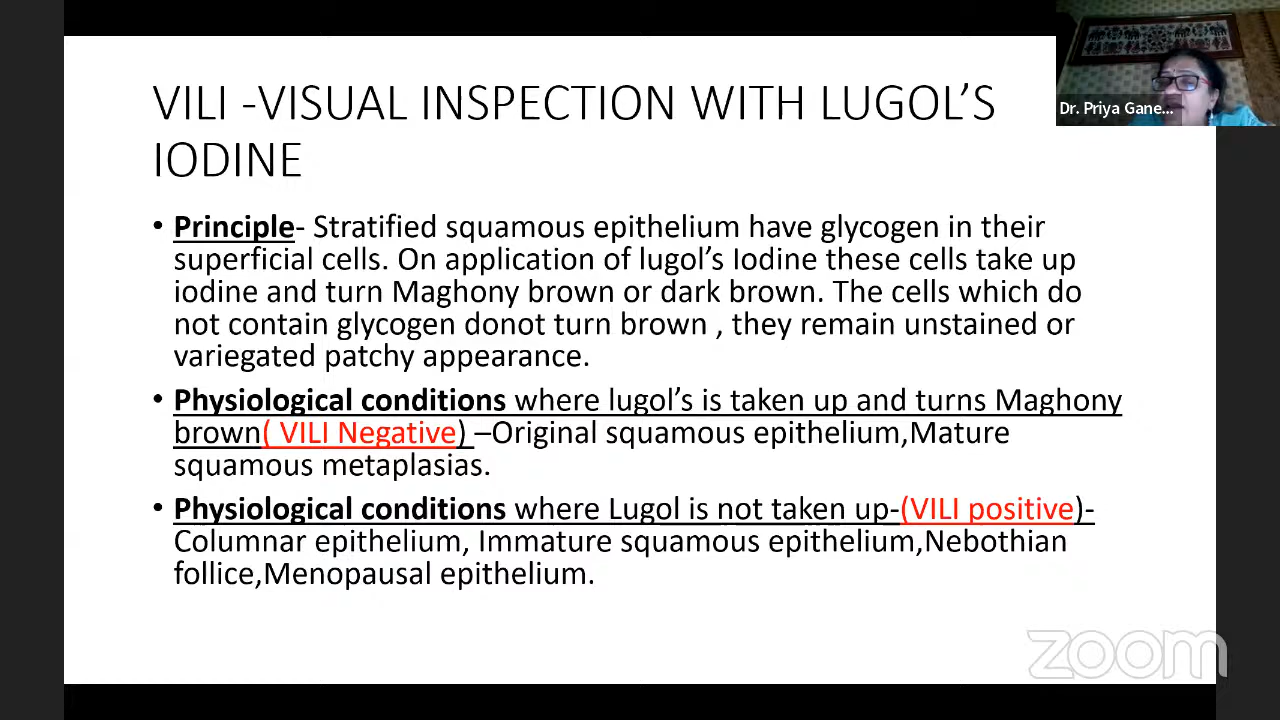 VILI -VISUAL INSPECTION WITH LUGOL’S
IODINE
• Principle- Stratified squamous epithelium have glycogen in their
superficial cells. On application of lugol’s Iodine these cells take up
iodine and turn Maghony brown or dark brown. The cells which do
not contain glycogen donot turn brown , they remain unstained or
variegated patchy appearance.
• Physiological conditions where lugol’s is taken up and turns Maghony
brown( VILI Negative) –Original squamous epithelium,Mature
squamous metaplasias.
• Physiological conditions where Lugol is not taken up-(VILI positive)-
Columnar epithelium, Immature squamous epithelium,Nebothian
follice,Menopausal epithelium.
Dr. Priya Gane...
zoom